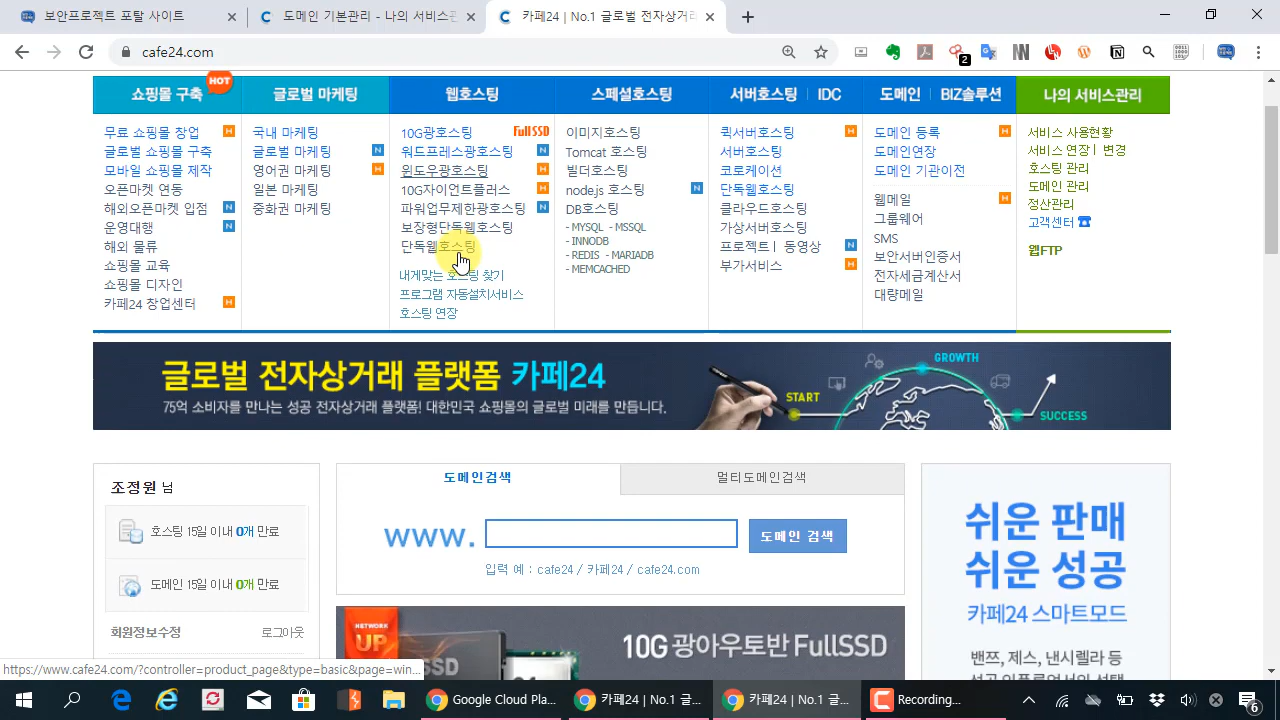 보안프로젝트 포탈 사이트
도메인 기본관리 - 나의 서비스관
카페24 | No.1 글로벌 전자상거래
cafe24.com
2
쇼핑몰 구축
HOT
글로벌 마케팅
웹호스팅
스페셜호스팅
서버호스팅 | IDC
도메인 | BIZ솔루션
나의 서비스관리
무료 쇼핑몰 창업 H
글로벌 쇼핑몰 구축
모바일 쇼핑몰 제작
오픈마켓 연동
해외오픈마켓 입점 N
운영대행 N
해외 물류
쇼핑몰 교육
쇼핑몰 디자인
카페24 창업센터 H
국내 마케팅
글로벌 마케팅 N
영어권 마케팅 H
일본 마케팅
중화권 마케팅
10G광호스팅 Full SSD
워드프레스광호스팅 N
윈도우광호스팅 H
10G자이언트플러스 H
파워업무제한광호스팅 N
보장형단독웹호스팅
단독웹호스팅
내게맞는 호스팅 찾기
프로그램 자동설치서비스
호스팅 연장
이미지호스팅
Tomcat 호스팅
빌더호스팅
node.js 호스팅 N
DB호스팅
- MYSQL - MSSQL
- INNODB
- REDIS - MARIADB
- MEMCACHED
퀵서버호스팅 H
서버호스팅
코로케이션
단독웹호스팅
클라우드호스팅
가상서버호스팅
프로젝트 | 동영상 N
부가서비스 H
도메인 등록 H
도메인연장
도메인 기관이전
웹메일
그룹웨어
SMS
보안서버인증서
전자세금계산서
대량메일
서비스 사용현황
서비스 연장 | 변경
호스팅 관리
도메인 관리
정산관리
고객센터
웹FTP
글로벌 전자상거래 플랫폼 카페24
75억 소비자를 만나는 성공 전자상거래 플랫폼! 대한민국 쇼핑몰의 글로벌 미래를 만듭니다.
START
GROWTH
SUCCESS
조정원 님
호스팅 15일 이내 0개 만료
도메인 15일 이내 0개 만료
회원정보수정
로그아웃
도메인검색
멀티도메인검색
www.
도메인 검색
입력 예 : cafe24 / 카페24 / cafe24.com
NETWORK
UP
SSD
10G 광아우토반 FullSSD
쉬운 판매
쉬운 성공
카페24 스마트모드
밴쯔, 제스, 낸시렐라 등
https://www.cafe24.com/?controller=product_page&type=basic&page=win...
Google Cloud Pla...
카페24 | No.1 글...
카페24 | No.1 글...
Recording...
6